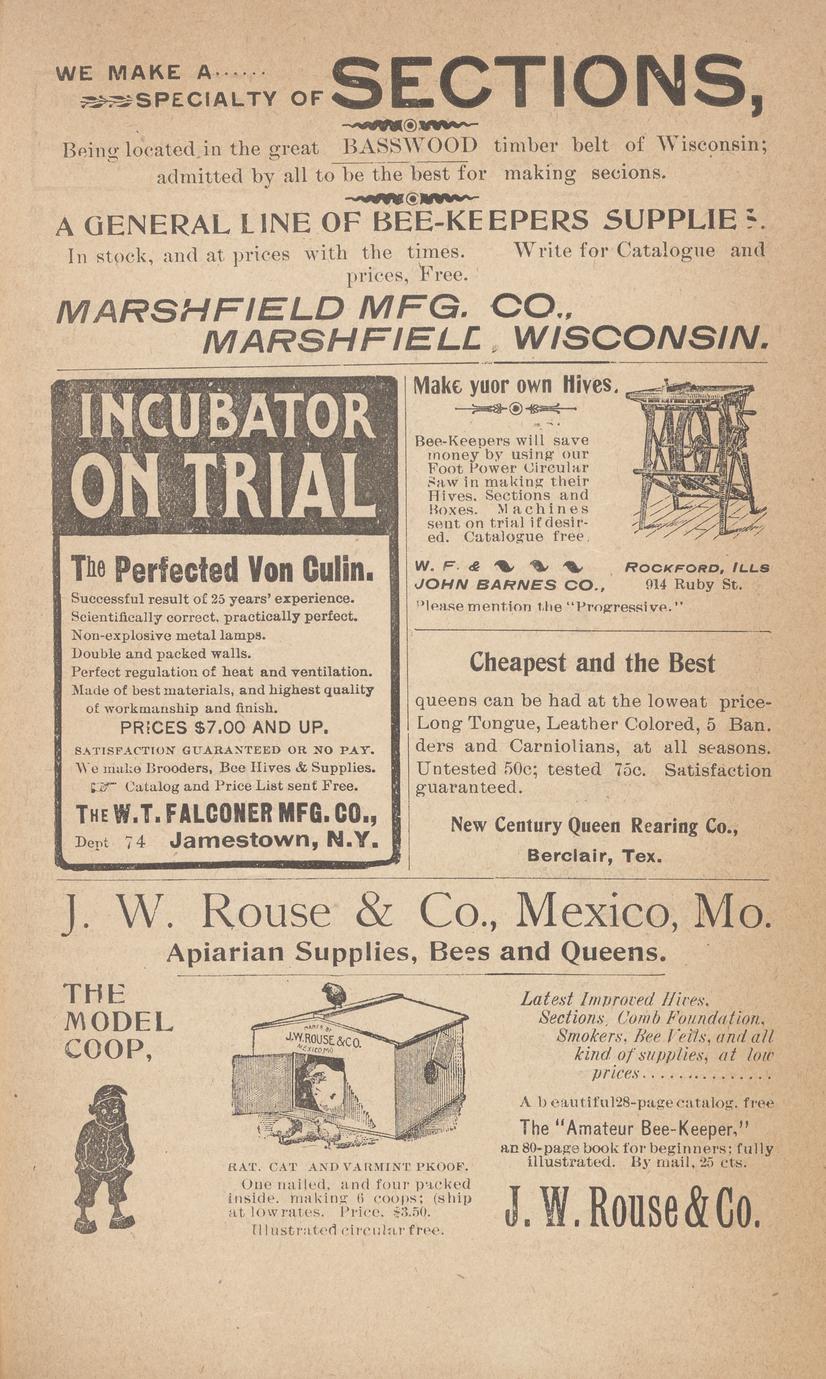 WE MAKE A......
SPECIALTY OF SECTIONS,
Being located in the great BASSWOOD timber belt of Wisconsin;
admitted by all to be the best for making secions.
A GENERAL LINE OF BEE-KEEPERS SUPPLIES.
In stock, and at prices with the times. Write for Catalogue and
prices, Free.
MARSHFIELD MFG. CO.,
MARSHFIELD, WISCONSIN.
INCUBATOR
ON TRIAL
The Perfected Von Culin.
Successful result of 25 years' experience.
Scientifically correct, practically perfect.
Non-explosive metal lamps.
Double and packed walls.
Perfect regulation of heat and ventilation.
Made of best materials, and highest quality
of workmanship and finish.
PRICES $7.00 AND UP.
SATISFACTION GUARANTEED OR NO PAY.
We make Brooders, Bee Hives & Supplies.
☞ Catalog and Price List sent Free.
THE W.T. FALCONER MFG. CO.,
Dept 74 Jamestown, N.Y.
Make yuor own Hives.
Bee-Keepers will save
money by using our
Foot Power Circular
Saw in making their
Hives, Sections and
Boxes. Machines
sent on trial if desir-
ed. Catalogue free.
W. F. &
JOHN BARNES CO.,
ROCKFORD, ILLS
914 Ruby St.
Please mention the "Progressive."
Cheapest and the Best
queens can be had at the loweat price-
Long Tongue, Leather Colored, 5 Ban.
ders and Carniolians, at all seasons.
Untested 50c; tested 75c. Satisfaction
guaranteed.
New Century Queen Rearing Co.,
Berclair, Tex.
J. W. Rouse & Co., Mexico, Mo.
Apiarian Supplies, Bees and Queens.
THE
MODEL
COOP,
MADE BY
J.W.ROUSE & CO.
MEXICO MO
RAT, CAT AND VARMINT PROOF.
One nailed, and four packed
inside, making 6 coops; (ship
at low rates. Price, $3.50.
Illustrated circular free.
Latest Improved Hives,
Sections, Comb Foundation,
Smokers, Bee Veils, and all
kind of supplies, at low
prices...............
A beautiful 28-page catalog, free
The "Amateur Bee-Keeper,"
an 80-page book for beginners; fully
illustrated. By mail, 25 cts.
J. W. Rouse & Co.